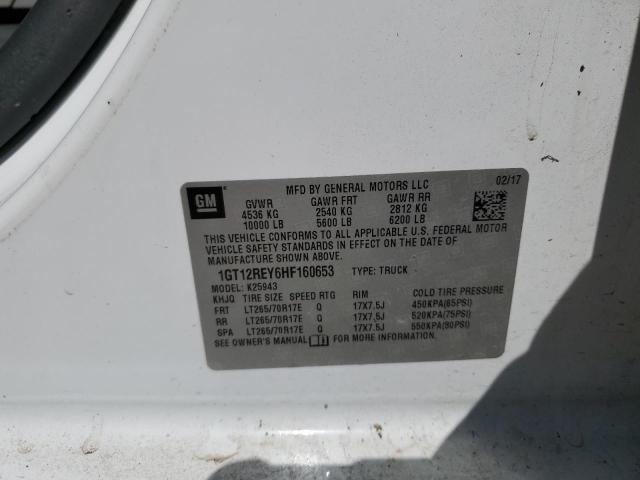 GM MFD BY GENERAL MOTORS LLC 02/17
GVWR GAWR FRT GAWR RR
4536 KG 2540 KG 2812 KG
10000 LB 5600 LB 6200 LB
THIS VEHICLE CONFORMS TO ALL APPLICABLE U.S. FEDERAL MOTOR
VEHICLE SAFETY STANDARDS IN EFFECT ON THE DATE OF
MANUFACTURE SHOWN ABOVE.
1GT12REY6HF160653 TYPE: TRUCK
MODEL: K25943
KHJQ TIRE SIZE SPEED RTG RIM COLD TIRE PRESSURE
FRT LT265/70R17E Q 17X7.5J 450KPA(65PSI)
RR LT265/70R17E Q 17X7.5J 520KPA(75PSI)
SPA LT265/70R17E Q 17X7.5J 550KPA(80PSI)
SEE OWNER'S MANUAL FOR MORE INFORMATION.